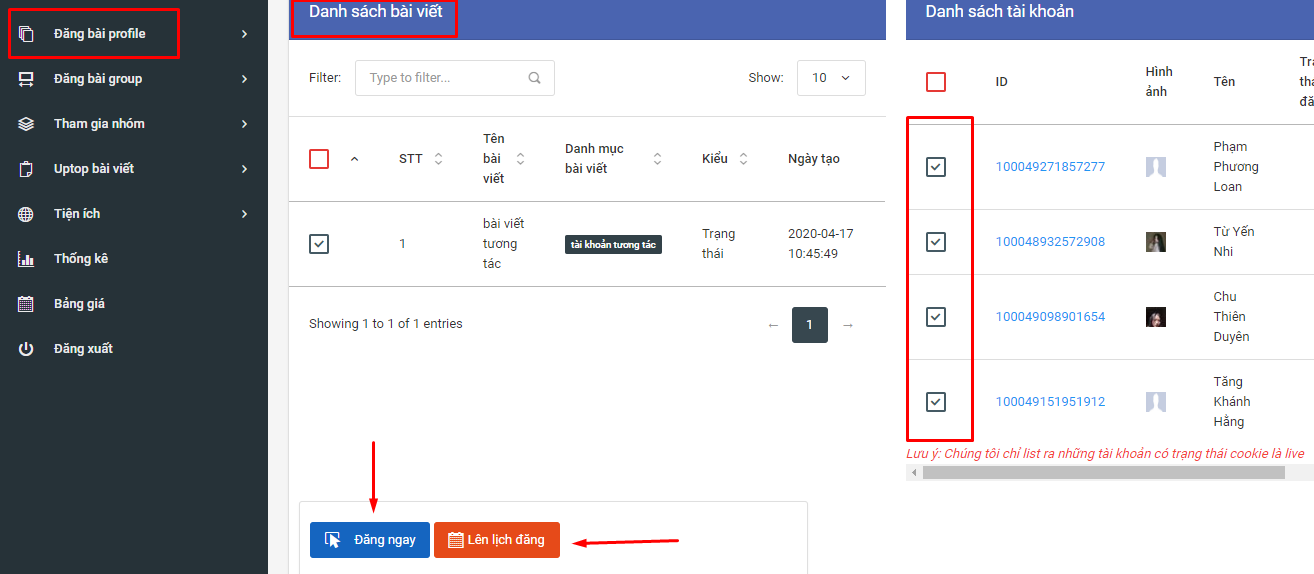 Đăng bài profile
Đăng bài group
Tham gia nhóm
Uptop bài viết
Tiện ích
Thống kê
Bảng giá
Đăng xuất
Danh sách bài viết
Filter:
Type to filter...
Show:
10
STT
Tên
bài
viết
Danh mục
bài viết
Kiểu
Ngày tạo
1
bài viết
tương
tác
tài khoản tương tác
Trạng
thái
2020-04-17
10:45:49
Showing 1 to 1 of 1 entries
← 1 →
Đăng ngay
Lên lịch đăng
Danh sách tài khoản
ID
Hình
ảnh
Tên
100049271857277
Phạm
Phương
Loan
100048932572908
Từ Yến
Nhi
100049098901654
Chu
Thiên
Duyên
100049151951912
Tăng
Khánh
Hằng
Lưu ý: Chúng tôi chỉ list ra những tài khoản có trạng thái cookie là live